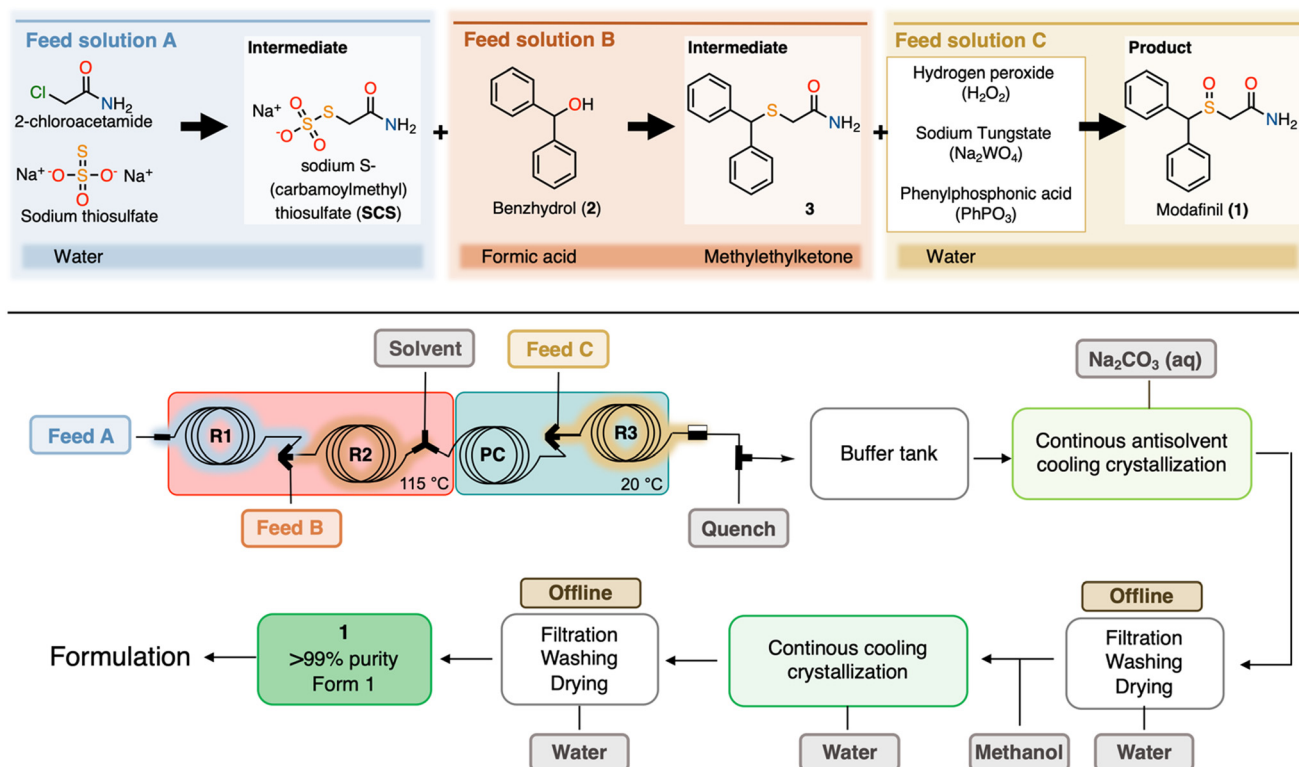 Feed solution A
Cl
O
NH₂
2-chloroacetamide
Na⁺ ⁻O S O⁻ Na⁺
S
O
Sodium thiosulfate
Intermediate
Na⁺
O
S
S
O
NH₂
⁻O
O
sodium S-
(carbamoylmethyl)
thiosulfate (SCS)
Water
+
Feed solution B
OH
Benzhydrol (2)
Formic acid
Intermediate
S
O
NH₂
3
Methylethylketone
+
Feed solution C
Hydrogen peroxide
(H₂O₂)
Sodium Tungstate
(Na₂WO₄)
Phenylphosphonic acid
(PhPO₃)
Water
Product
O
S
O
NH₂
Modafinil (1)
Solvent
Feed C
Na₂CO₃ (aq)
Feed A
R1
R2
PC
R3
115 °C
20 °C
Feed B
Quench
Buffer tank
Continous antisolvent
cooling crystallization
Offline
Filtration
Washing
Drying
Water
Methanol
Continous cooling
crystallization
Water
Offline
Filtration
Washing
Drying
Water
1
>99% purity
Form 1
Formulation